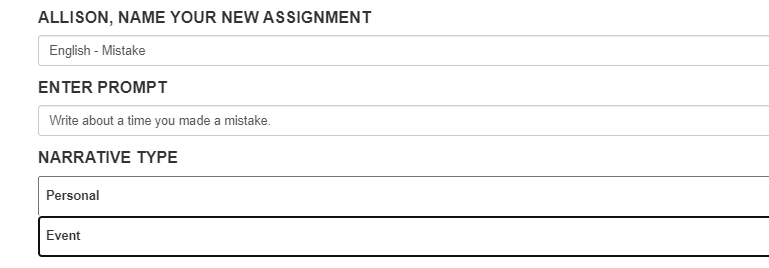 ALLISON, NAME YOUR NEW ASSIGNMENT
English - Mistake
ENTER PROMPT
Write about a time you made a mistake.
NARRATIVE TYPE
Personal
Event